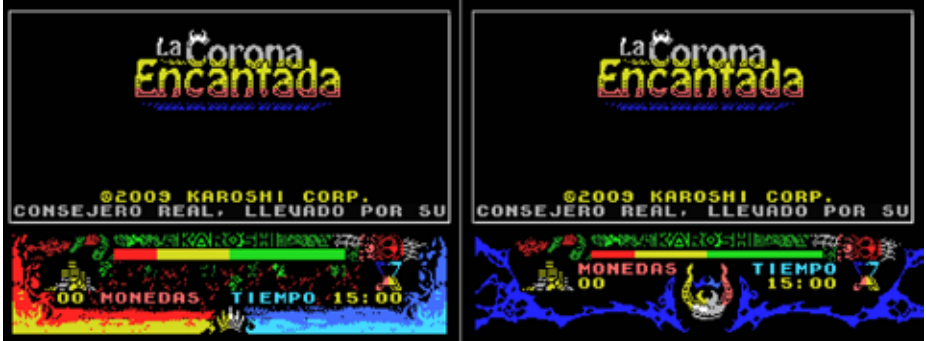 La Corona
Encantada
©2009 KAROSHI CORP.
CONSEJERO REAL, LLEVADO POR SU
KAROSHI
00 MONEDAS TIEMPO 15:00
La Corona
Encantada
©2009 KAROSHI CORP.
CONSEJERO REAL, LLEVADO POR SU
KAROSHI
MONEDAS TIEMPO
00 15:00